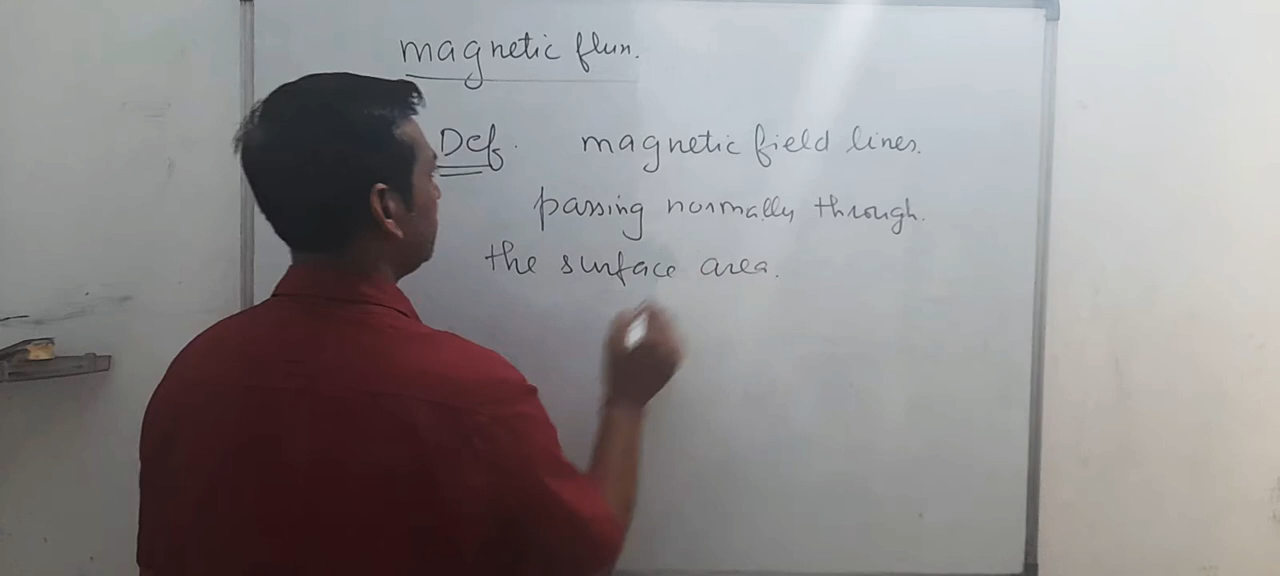 magnetic flux.
Def. magnetic field lines.
passing normally through.
the surface area.